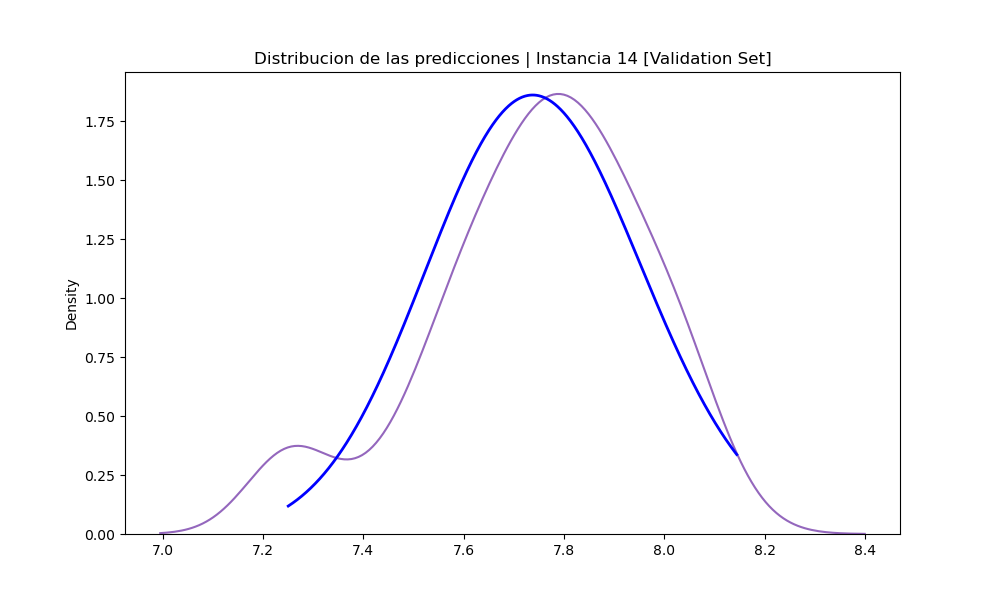 Distribucion de las predicciones | Instancia 14 [Validation Set]
Density
1.75
1.50
1.25
1.00
0.75
0.50
0.25
0.00
7.0 7.2 7.4 7.6 7.8 8.0 8.2 8.4